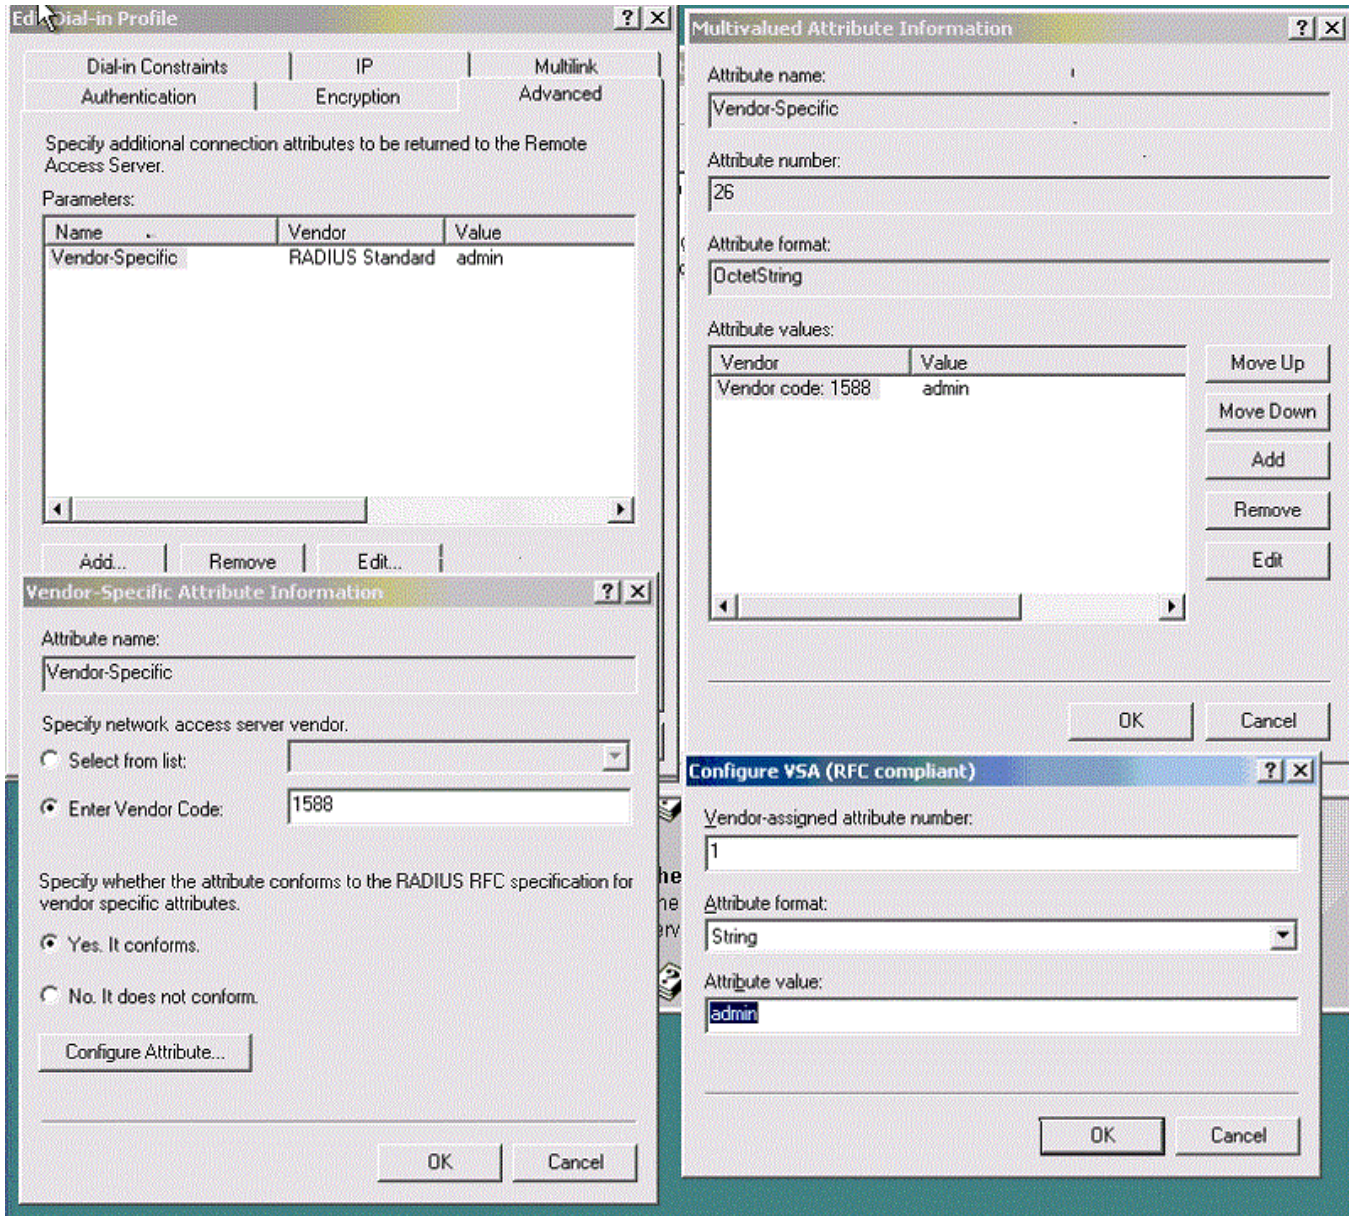 Edit Dial-in Profile
Dial-in Constraints IP Multilink
Authentication Encryption Advanced
Specify additional connection attributes to be returned to the Remote
Access Server.
Parameters:
Name Vendor Value
Vendor-Specific RADIUS Standard admin
Add... Remove Edit...
Multivalued Attribute Information
Attribute name:
Vendor-Specific
Attribute number:
26
Attribute format:
OctetString
Attribute values:
Vendor Value
Vendor code: 1588 admin
Move Up
Move Down
Add
Remove
Edit
OK Cancel
Vendor-Specific Attribute Information
Attribute name:
Vendor-Specific
Specify network access server vendor.
Select from list:
Enter Vendor Code: 1588
Specify whether the attribute conforms to the RADIUS RFC specification for
vendor specific attributes.
Yes. It conforms.
No. It does not conform.
Configure Attribute...
OK Cancel
Configure VSA (RFC compliant)
Vendor-assigned attribute number:
1
Attribute format:
String
Attribute value:
admin
OK Cancel